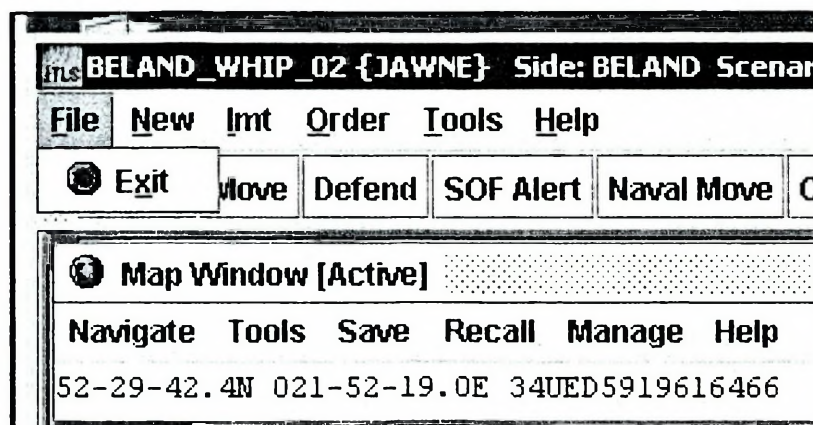 JTLS BELAND_WHIP_02 {JAWNE} Side: BELAND Scenar
File New Imt Order Tools Help
Exit Move Defend SOF Alert Naval Move
Map Window [Active]
Navigate Tools Save Recall Manage Help
52-29-42.4N 021-52-19.0E 34UED5919616466